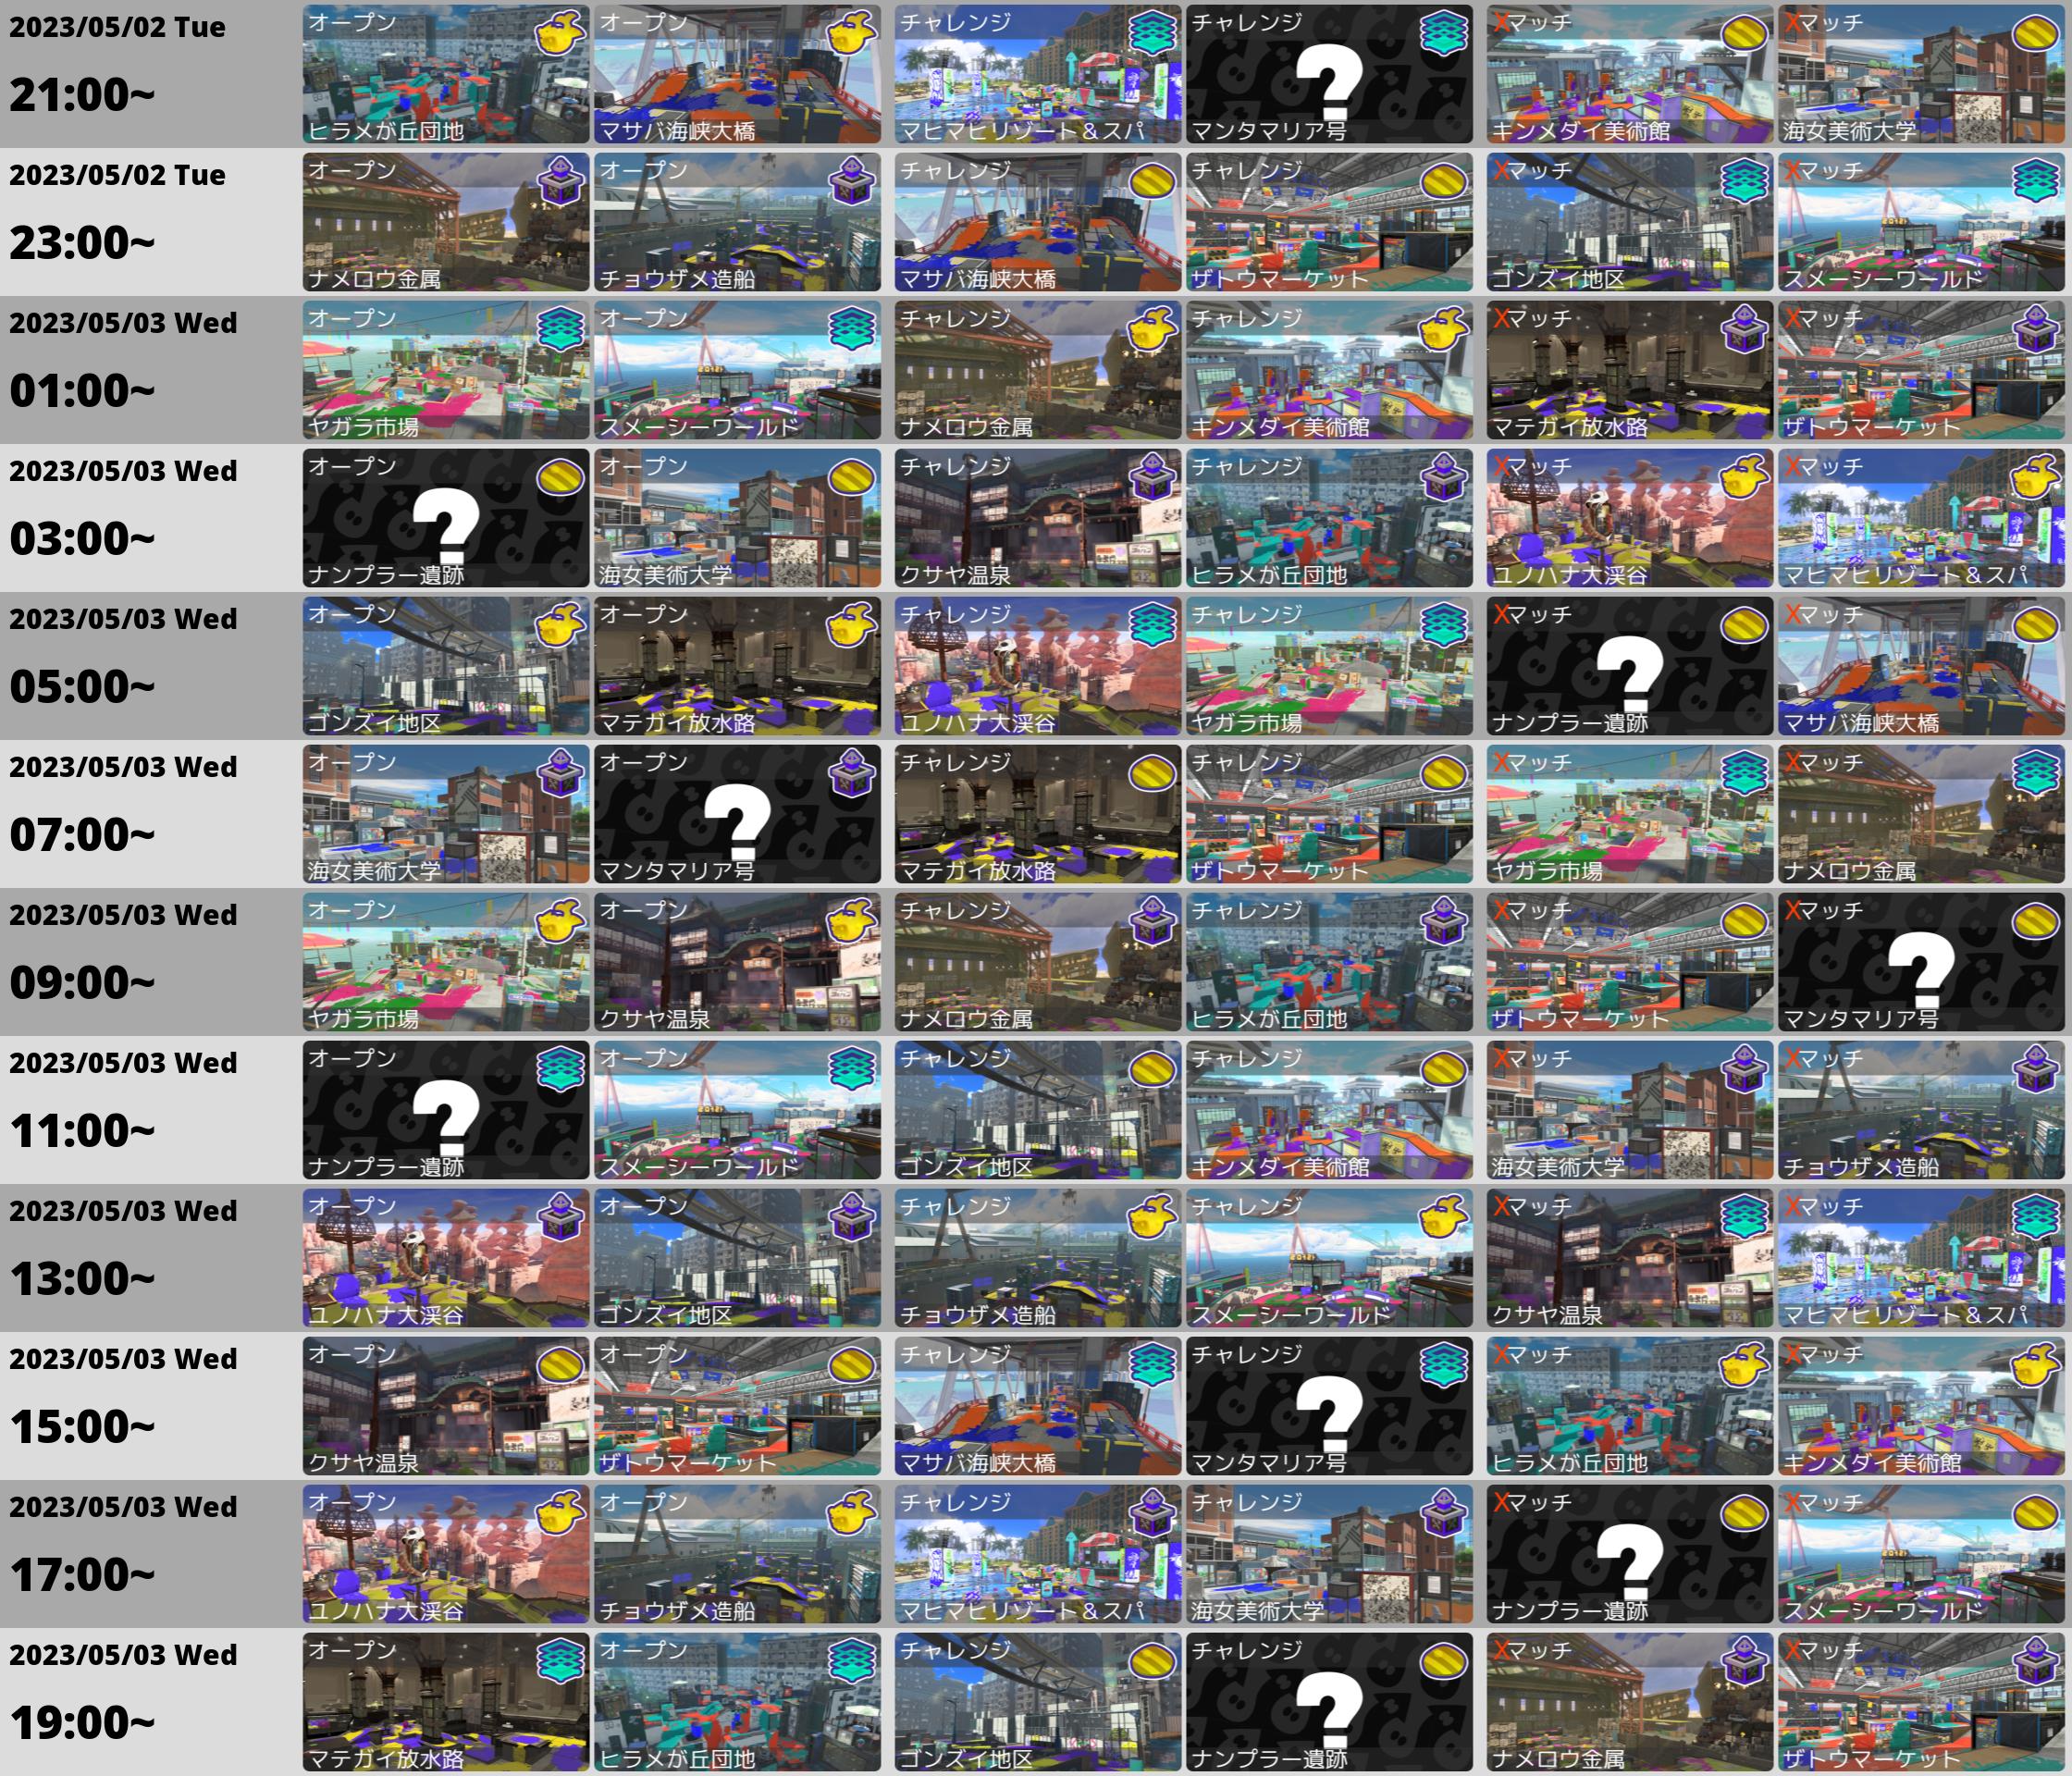 2023/05/02 Tue
21:00~
オープン オープン チャレンジ チャレンジ Xマッチ Xマッチ
ヒラメが丘団地 マサバ海峡大橋 マヒマヒリゾート＆スパ マンタマリア号 キンメダイ美術館 海女美術大学
2023/05/02 Tue
23:00~
オープン オープン チャレンジ チャレンジ Xマッチ Xマッチ
ナメロウ金属 チョウザメ造船 マサバ海峡大橋 ザトウマーケット ゴンズイ地区 スメーシーワールド
2023/05/03 Wed
01:00~
オープン オープン チャレンジ チャレンジ Xマッチ Xマッチ
ヤガラ市場 スメーシーワールド ナメロウ金属 キンメダイ美術館 マテガイ放水路 ザトウマーケット
2023/05/03 Wed
03:00~
オープン オープン チャレンジ チャレンジ Xマッチ Xマッチ
ナンプラー遺跡 海女美術大学 クサヤ温泉 ヒラメが丘団地 ユノハナ大渓谷 マヒマヒリゾート＆スパ
2023/05/03 Wed
05:00~
オープン オープン チャレンジ チャレンジ Xマッチ Xマッチ
ゴンズイ地区 マテガイ放水路 ユノハナ大渓谷 ヤガラ市場 ナンプラー遺跡 マサバ海峡大橋
2023/05/03 Wed
07:00~
オープン オープン チャレンジ チャレンジ Xマッチ Xマッチ
海女美術大学 マンタマリア号 マテガイ放水路 ザトウマーケット ヤガラ市場 ナメロウ金属
2023/05/03 Wed
09:00~
オープン オープン チャレンジ チャレンジ Xマッチ Xマッチ
ヤガラ市場 クサヤ温泉 ナメロウ金属 ヒラメが丘団地 ザトウマーケット マンタマリア号
2023/05/03 Wed
11:00~
オープン オープン チャレンジ チャレンジ Xマッチ Xマッチ
ナンプラー遺跡 スメーシーワールド ゴンズイ地区 キンメダイ美術館 海女美術大学 チョウザメ造船
2023/05/03 Wed
13:00~
オープン オープン チャレンジ チャレンジ Xマッチ Xマッチ
ユノハナ大渓谷 ゴンズイ地区 チョウザメ造船 スメーシーワールド クサヤ温泉 マヒマヒリゾート＆スパ
2023/05/03 Wed
15:00~
オープン オープン チャレンジ チャレンジ Xマッチ Xマッチ
クサヤ温泉 ザトウマーケット マサバ海峡大橋 マンタマリア号 ヒラメが丘団地 キンメダイ美術館
2023/05/03 Wed
17:00~
オープン オープン チャレンジ チャレンジ Xマッチ Xマッチ
ユノハナ大渓谷 チョウザメ造船 マヒマヒリゾート＆スパ 海女美術大学 ナンプラー遺跡 スメーシーワールド
2023/05/03 Wed
19:00~
オープン オープン チャレンジ チャレンジ Xマッチ Xマッチ
マテガイ放水路 ヒラメが丘団地 ゴンズイ地区 ナンプラー遺跡 ナメロウ金属 ザトウマーケット